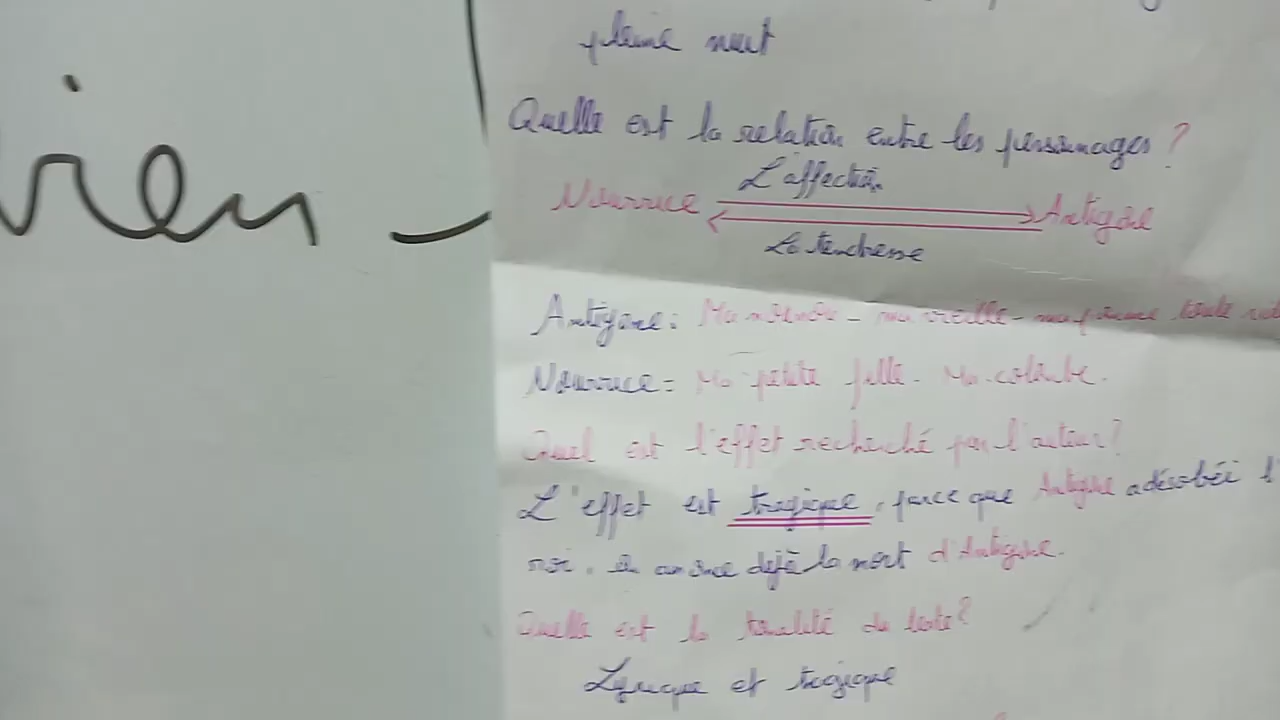 pleine nuit
Quelle est la relation entre les personnages ?
L'affection
Nourrice Antigone
La tendresse
Antigone : Ma nounou - ma vieille - ma pomme toute
Nourrice = Ma petite fille - Ma colombe.
Quel est l'effet recherché par l'auteur ?
L'effet est tragique, parce que Antigone a désobéi
roi. annonce déjà la mort d'Antigone.
Quelle est la tonalité du texte ?
Lyrique et tragique